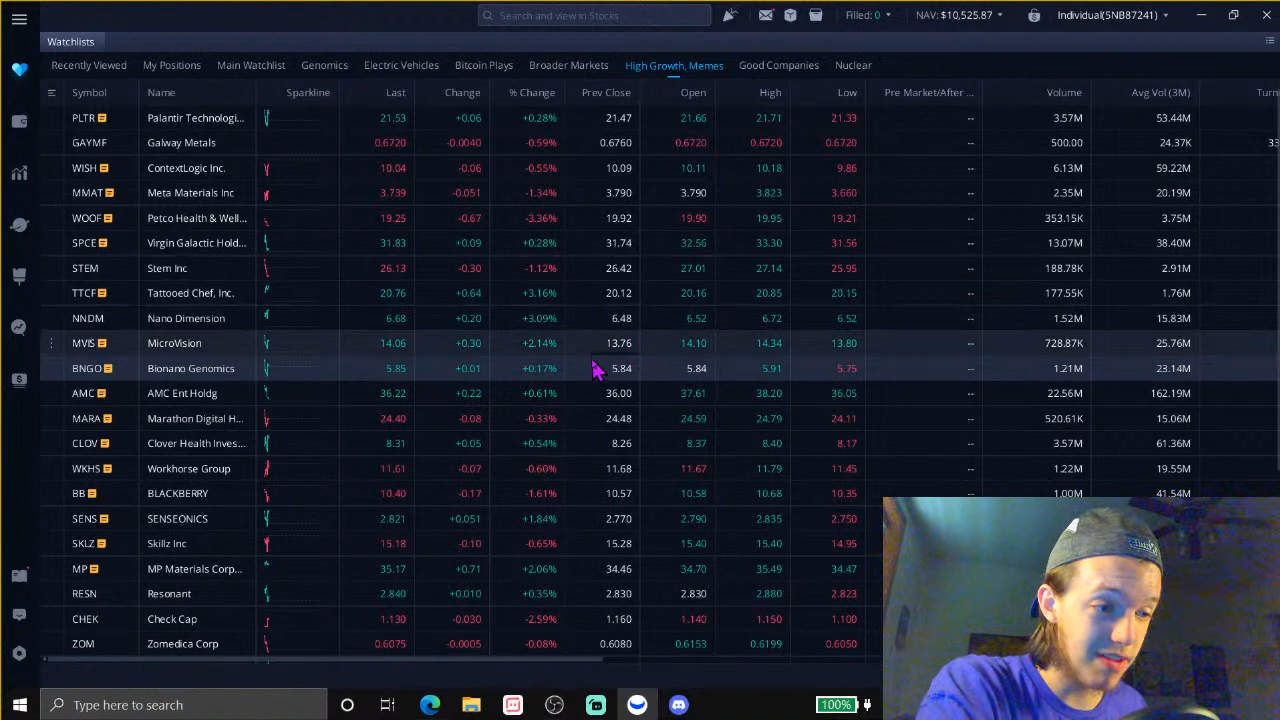 Search and view in Stocks
Filled: 0
NAV: $10,525.87
Individual(5NB87241)
Watchlists
Recently Viewed My Positions Main Watchlist Genomics Electric Vehicles Bitcoin Plays Broader Markets High Growth, Memes Good Companies Nuclear
Symbol Name Sparkline Last Change % Change Prev Close Open High Low Pre Market/After ... Volume Avg Vol (3M)
PLTR Palantir Technologi... 21.53 +0.06 +0.28% 21.47 21.66 21.71 21.33 -- 3.57M 53.44M
GAYMF Galway Metals 0.6720 -0.0040 -0.59% 0.6760 0.6720 0.6720 0.6720 -- 500.00 24.37K
WISH ContextLogic Inc. 10.04 -0.06 -0.55% 10.09 10.11 10.18 9.86 -- 6.13M 59.22M
MMAT Meta Materials Inc 3.739 -0.051 -1.34% 3.790 3.790 3.823 3.660 -- 2.35M 20.19M
WOOF Petco Health & Well... 19.25 -0.67 -3.36% 19.92 19.90 19.95 19.21 -- 353.15K 3.75M
SPCE Virgin Galactic Hold... 31.83 +0.09 +0.28% 31.74 32.56 33.30 31.56 -- 13.07M 38.40M
STEM Stem Inc 26.13 -0.30 -1.12% 26.42 27.01 27.14 25.95 -- 188.78K 2.91M
TTCF Tattooed Chef, Inc. 20.76 +0.64 +3.16% 20.12 20.16 20.85 20.15 -- 177.55K 1.76M
NNDM Nano Dimension 6.68 +0.20 +3.09% 6.48 6.52 6.72 6.52 -- 1.52M 15.83M
MVIS MicroVision 14.06 +0.30 +2.14% 13.76 14.10 14.34 13.80 -- 728.87K 25.76M
BNGO Bionano Genomics 5.85 +0.01 +0.17% 5.84 5.84 5.91 5.75 -- 1.21M 23.14M
AMC AMC Ent Holdg 36.22 +0.22 +0.61% 36.00 37.61 38.20 36.05 -- 22.56M 162.19M
MARA Marathon Digital H... 24.40 -0.08 -0.33% 24.48 24.59 24.79 24.11 -- 520.61K 15.06M
CLOV Clover Health Inves... 8.31 +0.05 +0.54% 8.26 8.37 8.40 8.17 -- 3.57M 61.36M
WKHS Workhorse Group 11.61 -0.07 -0.60% 11.68 11.67 11.79 11.45 -- 1.22M 19.55M
BB BLACKBERRY 10.40 -0.17 -1.61% 10.57 10.58 10.68 10.35 -- 1.00M 41.54M
SENS SENSEONICS 2.821 +0.051 +1.84% 2.770 2.790 2.835 2.750
SKLZ Skillz Inc 15.18 -0.10 -0.65% 15.28 15.40 15.40 14.95
MP MP Materials Corp... 35.17 +0.71 +2.06% 34.46 34.70 35.49 34.47
RESN Resonant 2.840 +0.010 +0.35% 2.830 2.830 2.880 2.823
CHEK Check Cap 1.130 -0.030 -2.59% 1.160 1.140 1.150 1.100
ZOM Zomedica Corp 0.6075 -0.0005 -0.08% 0.6080 0.6153 0.6199 0.6050
Type here to search
100%